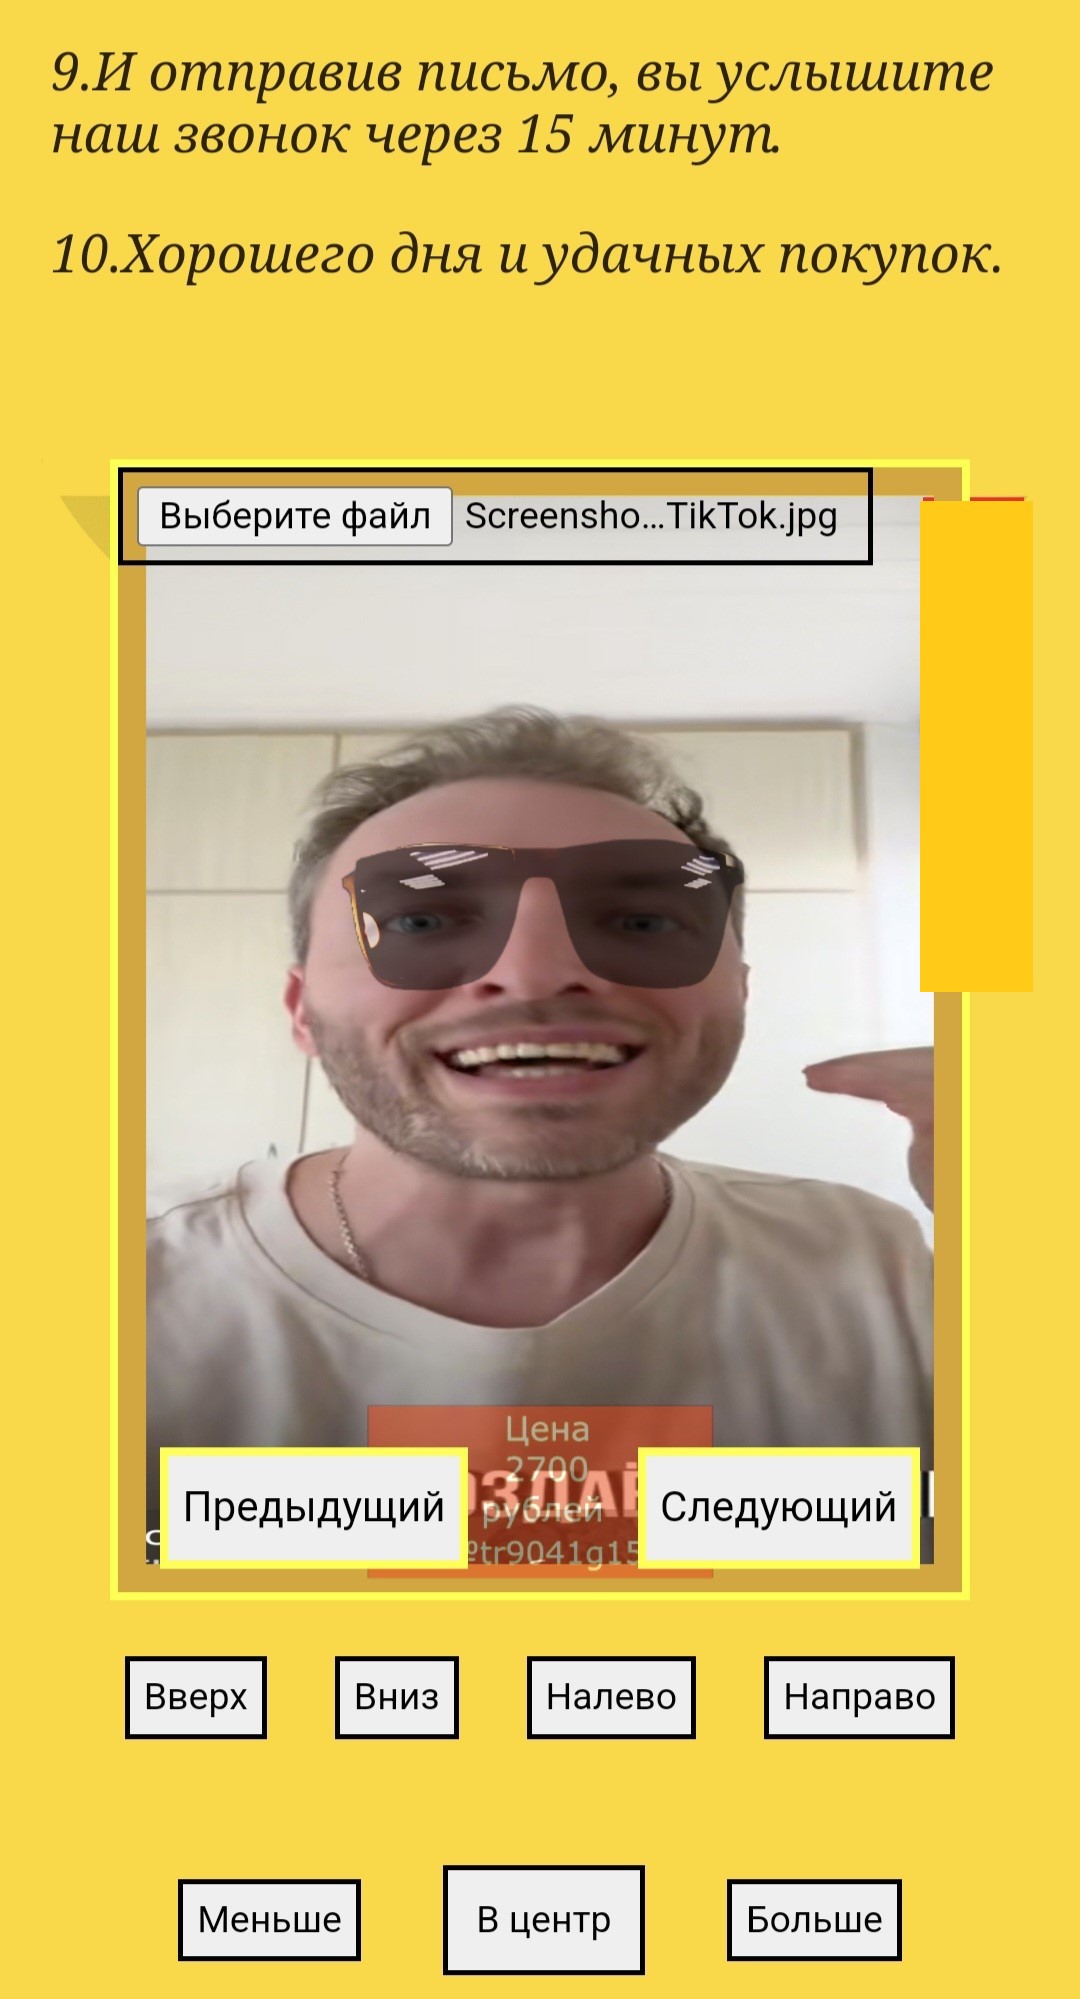 9.И отправив письмо, вы услышите
наш звонок через 15 минут.
10.Хорошего дня и удачных покупок.
Выберите файл Screensho...TikTok.jpg
Цена
2700
рублей
tr9041g15
Предыдущий
Следующий
Вверх Вниз Налево Направо
Меньше В центр Больше